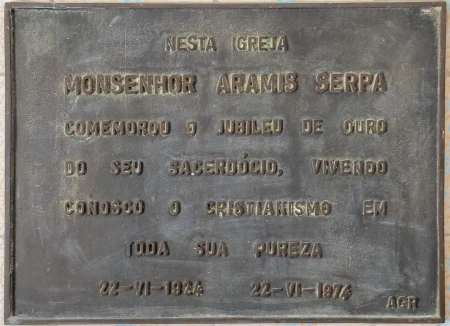 NESTA IGREJA
MONSENHOR ARAMIS SERPA
COMEMOROU O JUBILEU DE OURO
DO SEU SACERDÓCIO, VIVENDO
CONOSCO O CRISTIANISMO EM
TODA SUA PUREZA
22-VI-1924 22-VI-1974
AGR